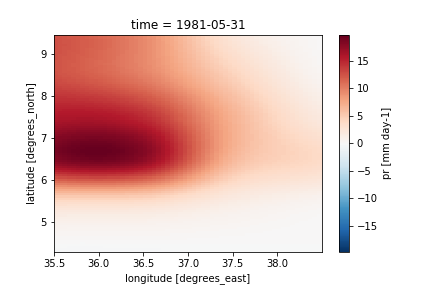 time = 1981-05-31
9
8
7
6
5
latitude [degrees_north]
35.5 36.0 36.5 37.0 37.5 38.0
longitude [degrees_east]
15
10
5
0
−5
−10
−15
pr [mm day-1]